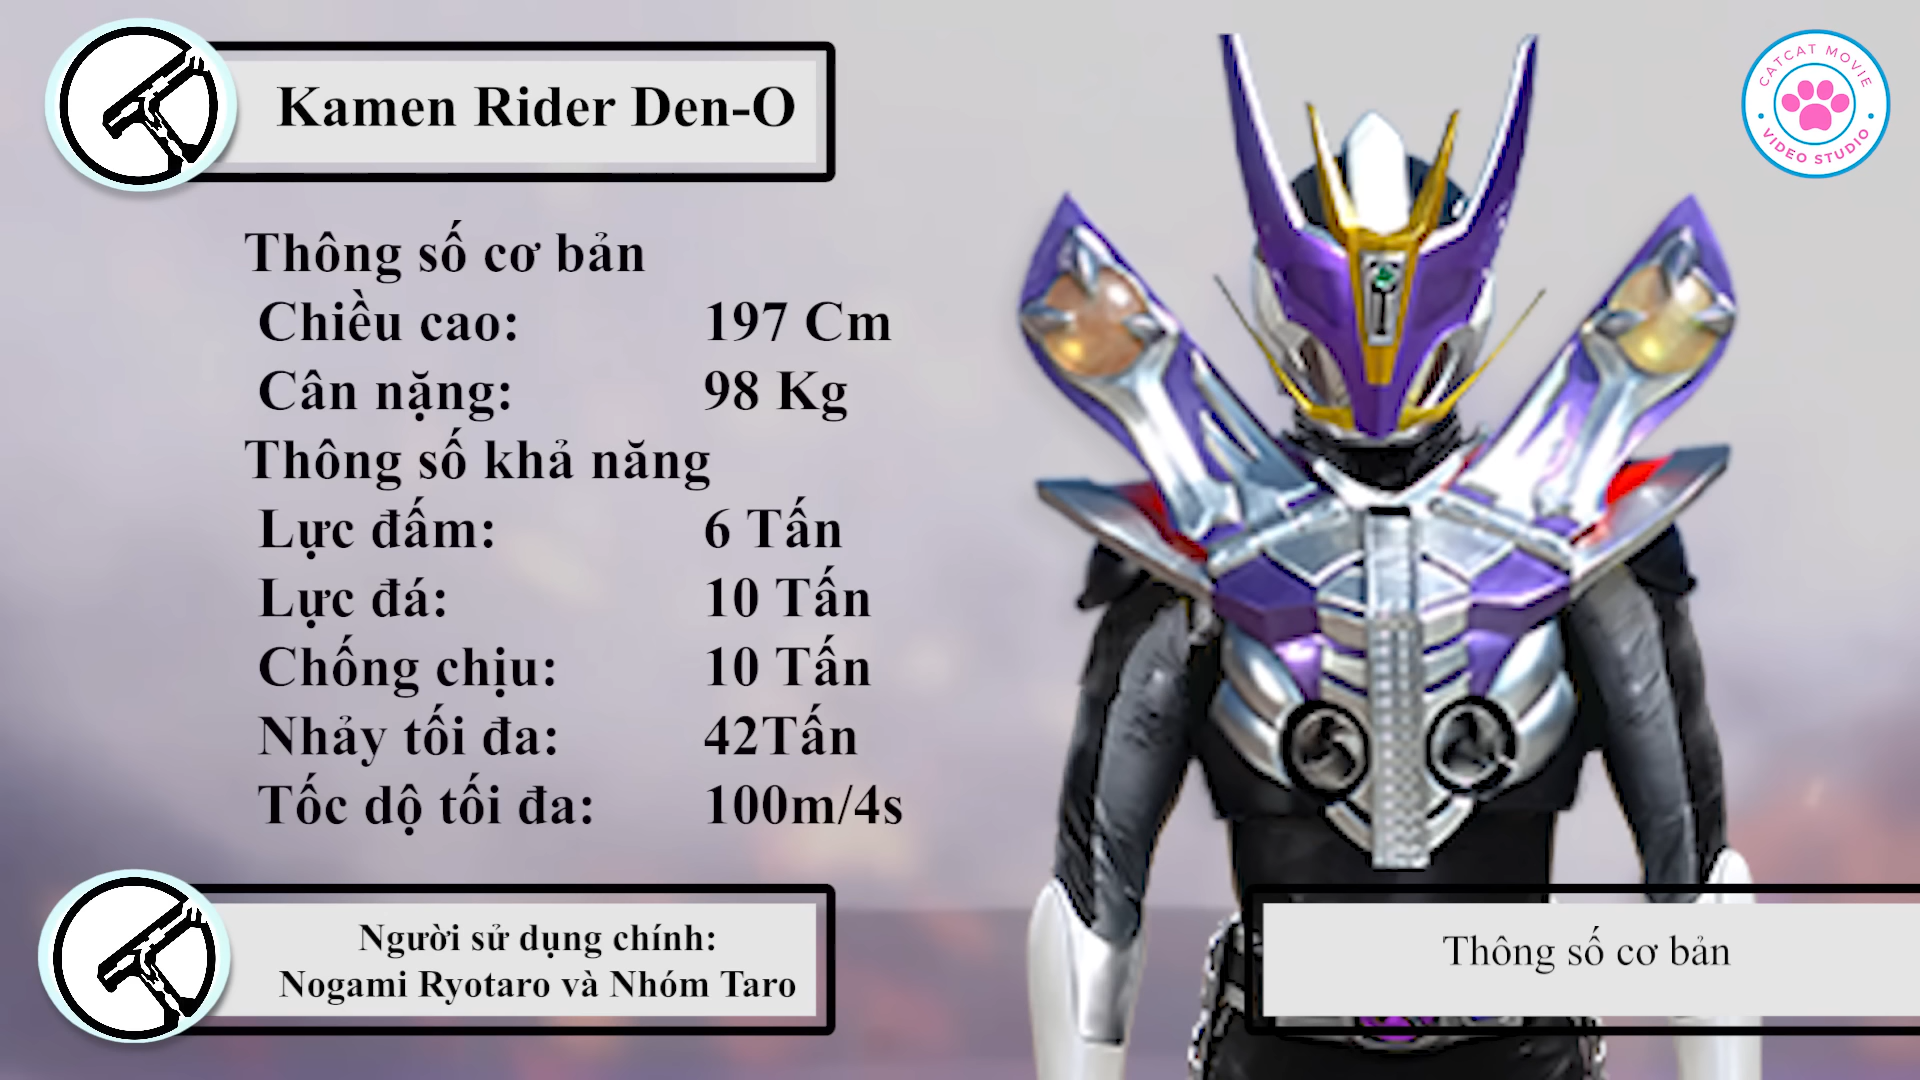 Kamen Rider Den-O
CATCAT MOVIE
VIDEO STUDIO
Thông số cơ bản
Chiều cao: 197 Cm
Cân nặng: 98 Kg
Thông số khả năng
Lực đấm: 6 Tấn
Lực đá: 10 Tấn
Chống chịu: 10 Tấn
Nhảy tối đa: 42Tấn
Tốc dộ tối đa: 100m/4s
Người sử dụng chính:
Nogami Ryotaro và Nhóm Taro
Thông số cơ bản